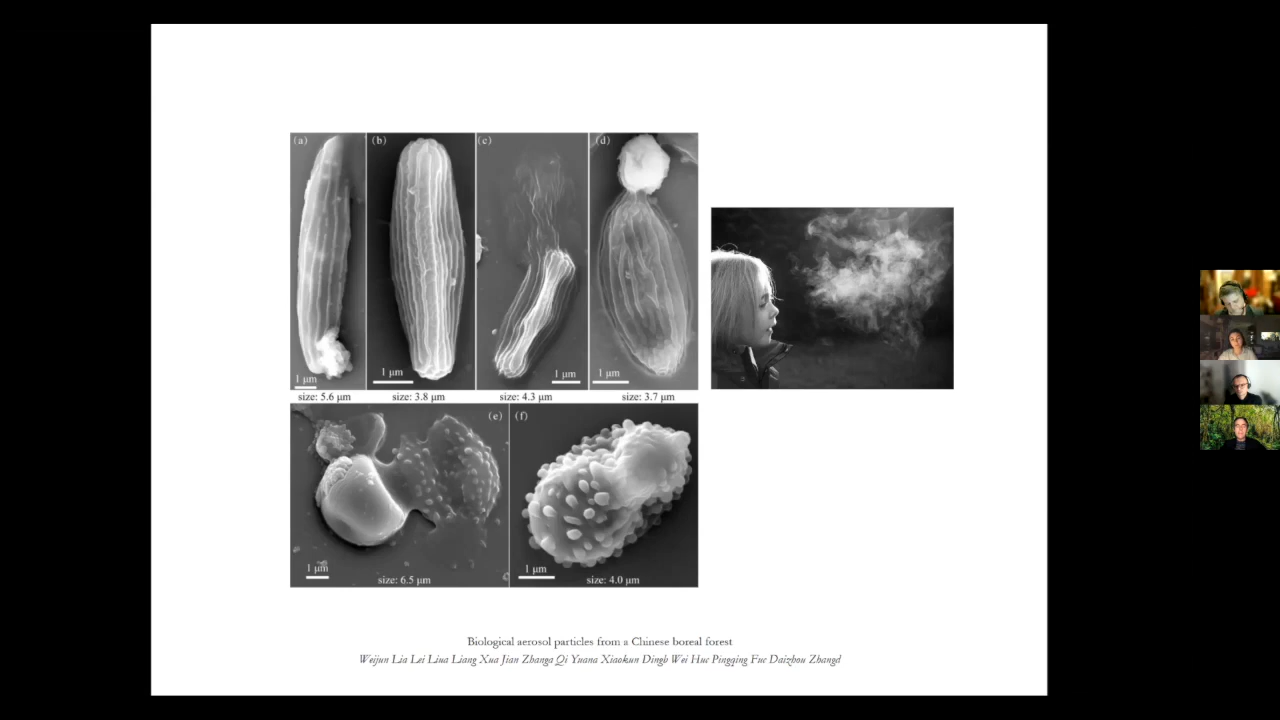 (a) (b) (c) (d)
1 μm 1 μm 1 μm 1 μm
size: 5.6 μm size: 3.8 μm size: 4.3 μm size: 3.7 μm
(e) (f)
1 μm 1 μm
size: 6.5 μm size: 4.0 μm
Biological aerosol particles from a Chinese boreal forest
Weijun Lia Lei Liua Liang Xua Jian Zhanga Qi Yuana Xiaokun Dingb Wei Huc Pingqing Fuc Daizhou Zhangd